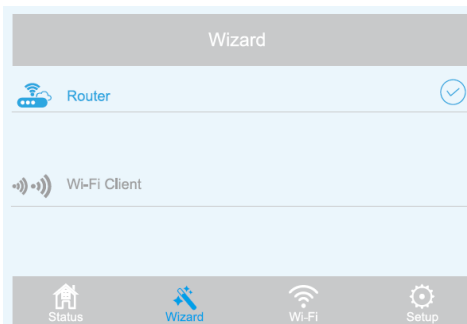 Wizard
Router
Wi-Fi Client
Status Wizard Wi-Fi Setup